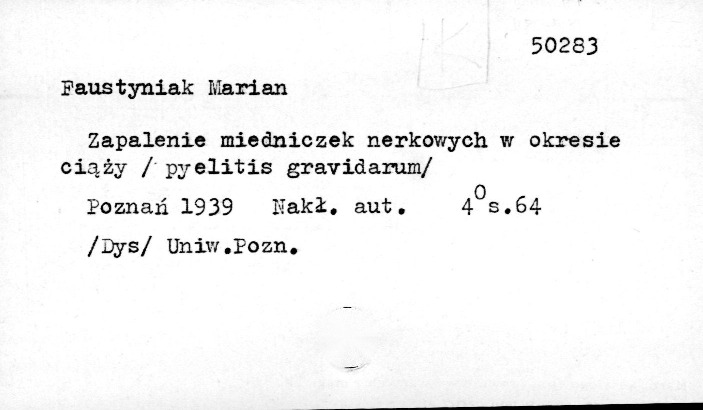 K
50283
Faustyniak Marian
Zapalenie miedniczek nerkowych w okresie
ciąży / pyelitis gravidarum/
Poznań 1939 Nakł. aut. 4⁰s.64
/Dys/ Uniw.Pozn.